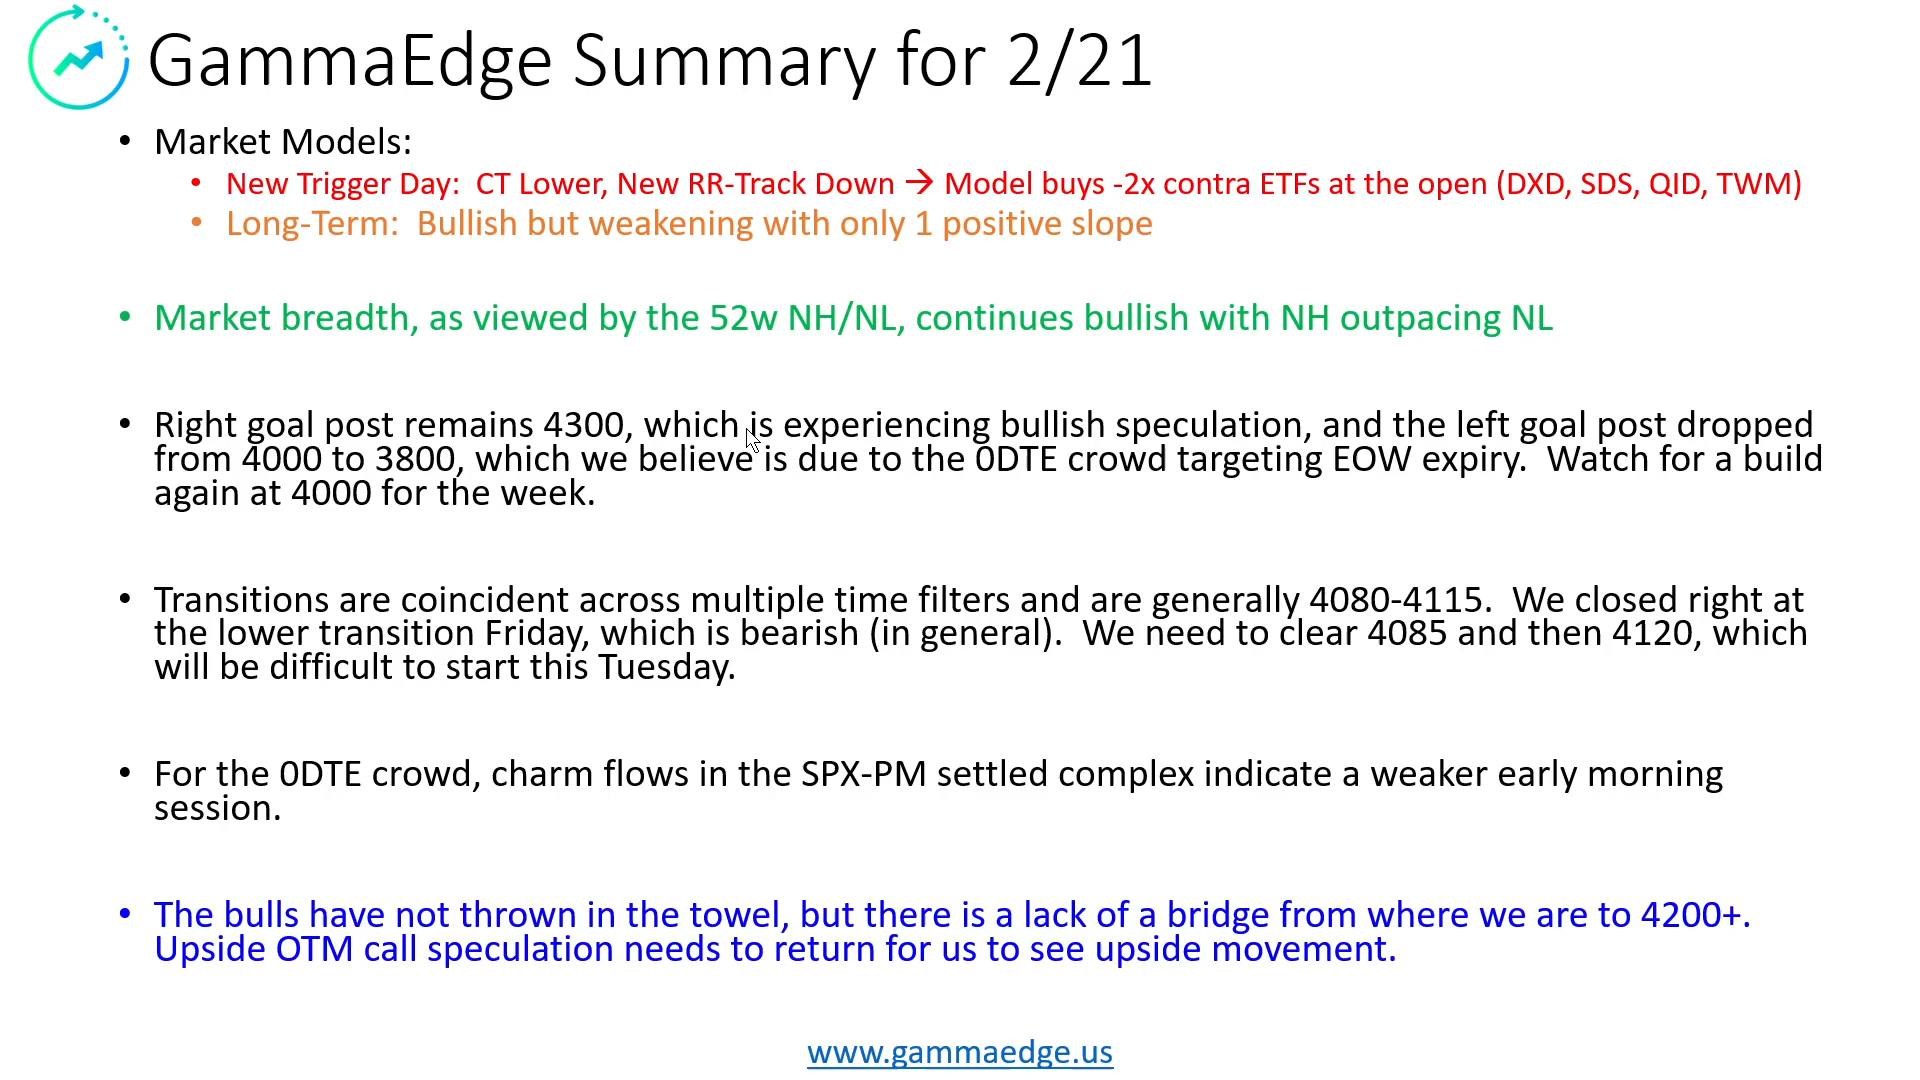 GammaEdge Summary for 2/21
• Market Models:
• New Trigger Day:  CT Lower, New RR-Track Down → Model buys -2x contra ETFs at the open (DXD, SDS, QID, TWM)
• Long-Term:  Bullish but weakening with only 1 positive slope
• Market breadth, as viewed by the 52w NH/NL, continues bullish with NH outpacing NL
• Right goal post remains 4300, which is experiencing bullish speculation, and the left goal post dropped
from 4000 to 3800, which we believe is due to the 0DTE crowd targeting EOW expiry.  Watch for a build
again at 4000 for the week.
• Transitions are coincident across multiple time filters and are generally 4080-4115.  We closed right at
the lower transition Friday, which is bearish (in general).  We need to clear 4085 and then 4120, which
will be difficult to start this Tuesday.
• For the 0DTE crowd, charm flows in the SPX-PM settled complex indicate a weaker early morning
session.
• The bulls have not thrown in the towel, but there is a lack of a bridge from where we are to 4200+.
Upside OTM call speculation needs to return for us to see upside movement.
www.gammaedge.us